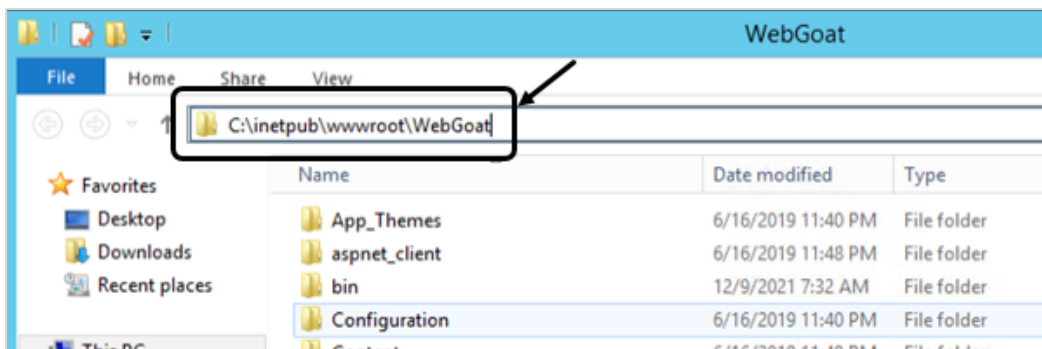 WebGoat
File Home Share View
C:\inetpub\wwwroot\WebGoat
Name Date modified Type
Favorites
Desktop
Downloads
Recent places
App_Themes 6/16/2019 11:40 PM File folder
aspnet_client 6/16/2019 11:48 PM File folder
bin 12/9/2021 7:32 AM File folder
Configuration 6/16/2019 11:40 PM File folder
This PC